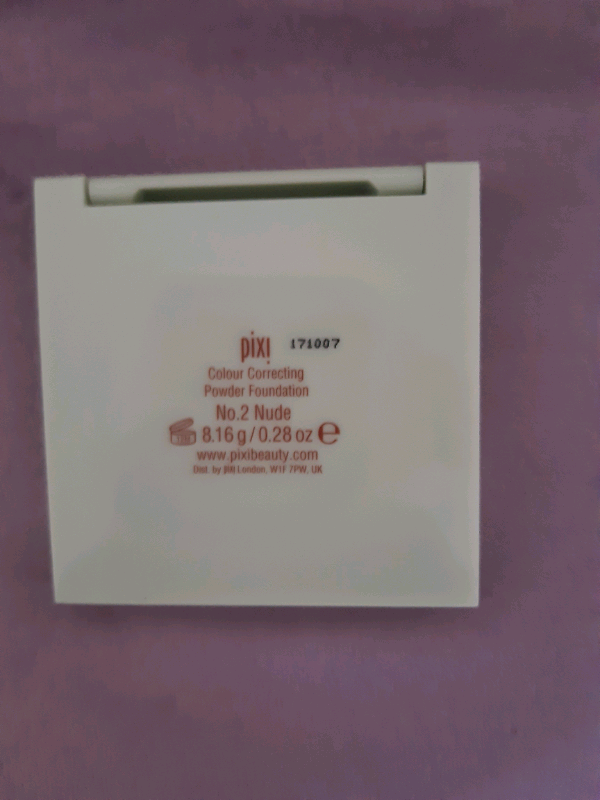 pixi 171007
Colour Correcting
Powder Foundation
No.2 Nude
8.16 g / 0.28 oz e
www.pixibeauty.com
Dist. by pixi London, W1F 7PW, UK